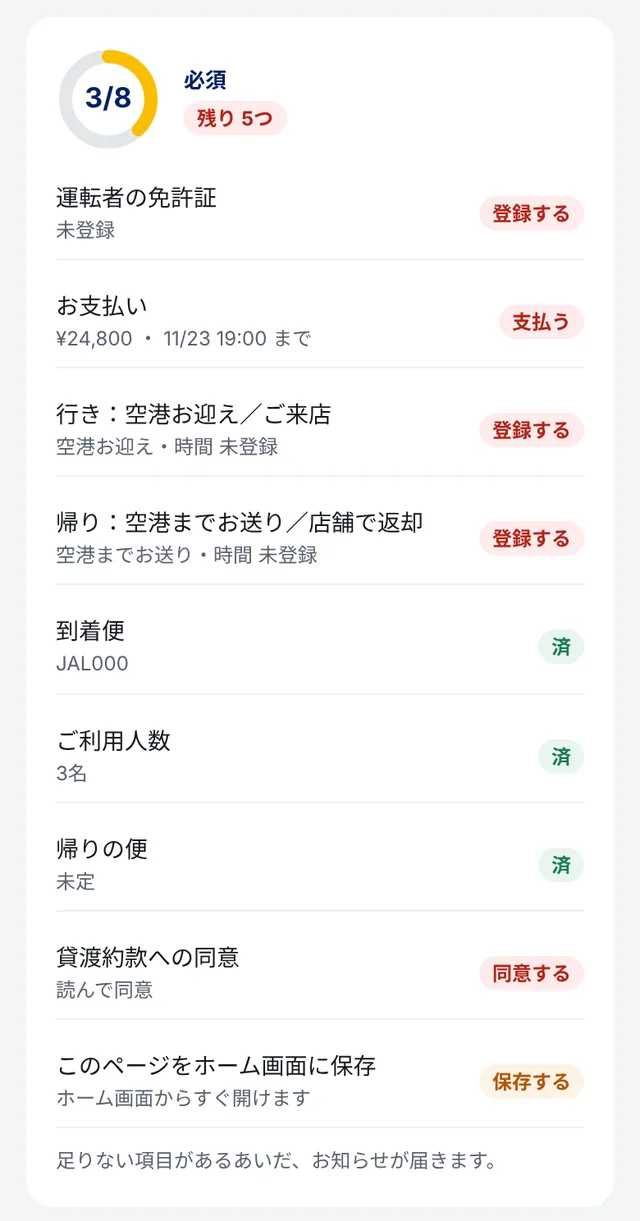 3/8
必須
残り 5つ
運転者の免許証
未登録
登録する
お支払い
¥24,800 ・ 11/23 19:00 まで
支払う
行き：空港お迎え／ご来店
空港お迎え・時間 未登録
登録する
帰り：空港までお送り／店舗で返却
空港までお送り・時間 未登録
登録する
到着便
JAL000
済
ご利用人数
3名
済
帰りの便
未定
済
貸渡約款への同意
読んで同意
同意する
このページをホーム画面に保存
ホーム画面からすぐ開けます
保存する
足りない項目があるあいだ、お知らせが届きます。